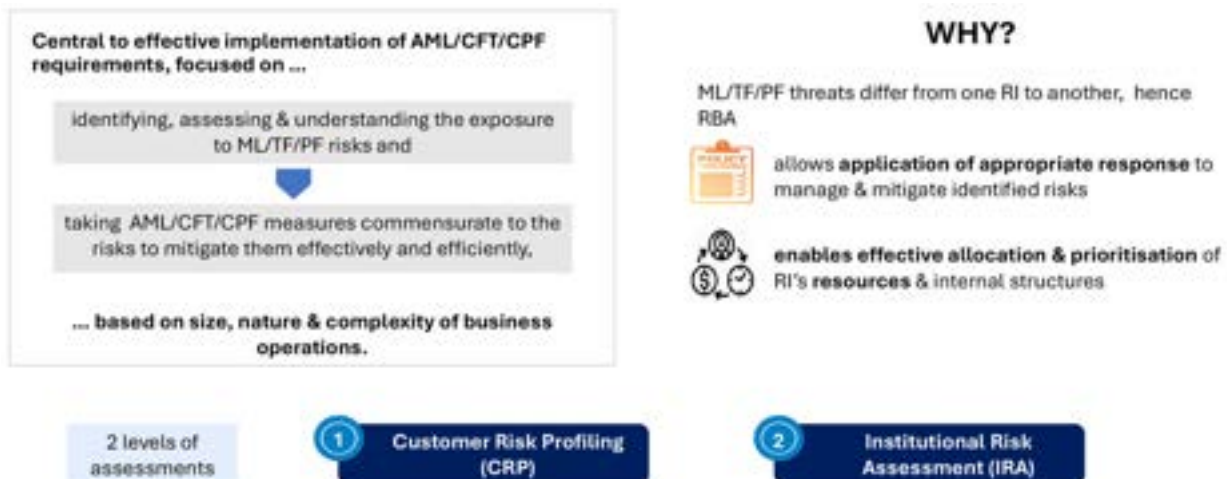 Central to effective implementation of AML/CFT/CPF
requirements, focused on ...
identifying, assessing & understanding the exposure
to ML/TF/PF risks and
taking AML/CFT/CPF measures commensurate to the
risks to mitigate them effectively and efficiently,
... based on size, nature & complexity of business
operations.
WHY?
ML/TF/PF threats differ from one RI to another, hence
RBA
POLICY
allows application of appropriate response to
manage & mitigate identified risks
$
enables effective allocation & prioritisation of
RI's resources & internal structures
2 levels of
assessments
1
Customer Risk Profiling
(CRP)
2
Institutional Risk
Assessment (IRA)